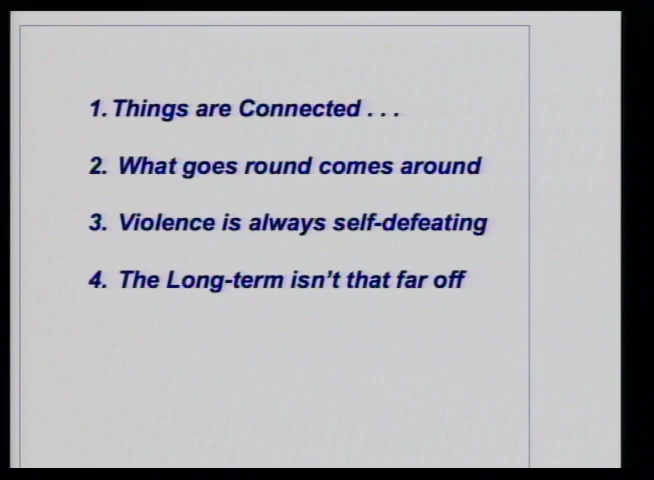 1. Things are Connected . . .
2. What goes round comes around
3. Violence is always self-defeating
4. The Long-term isn't that far off